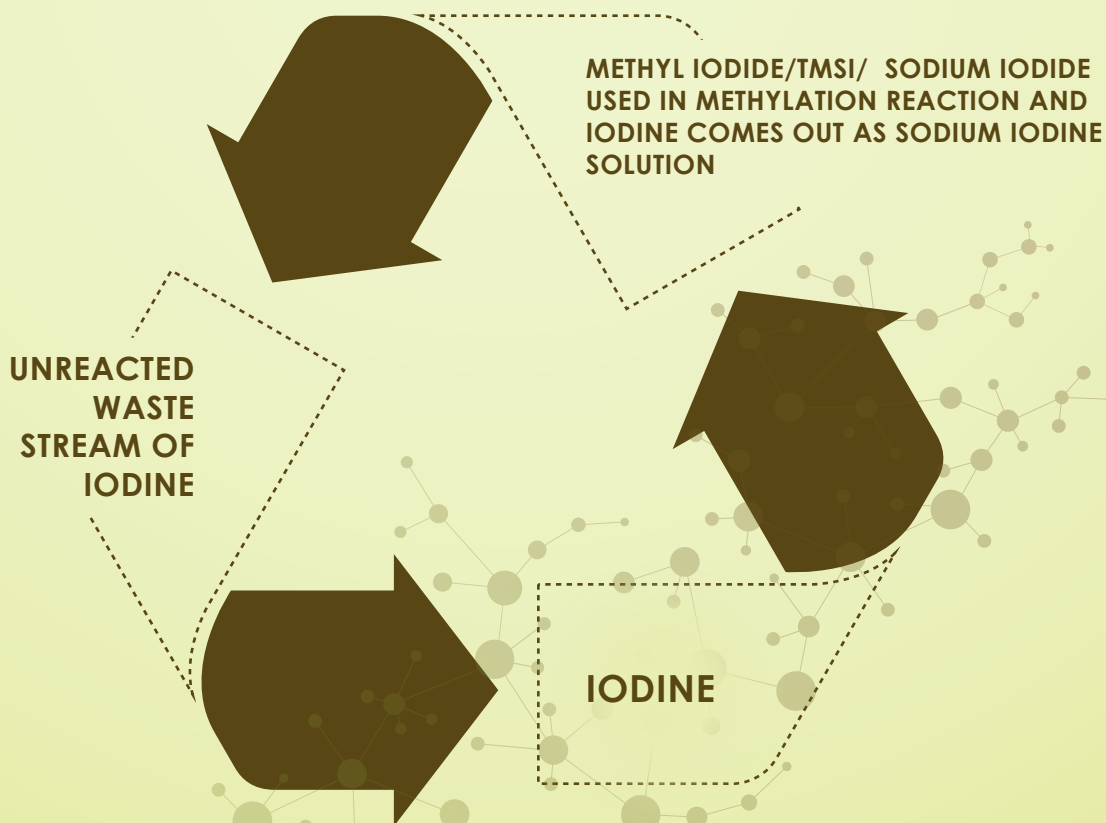 METHYL IODIDE/TMSI/ SODIUM IODIDE
USED IN METHYLATION REACTION AND
IODINE COMES OUT AS SODIUM IODINE
SOLUTION
UNREACTED
WASTE
STREAM OF
IODINE
IODINE